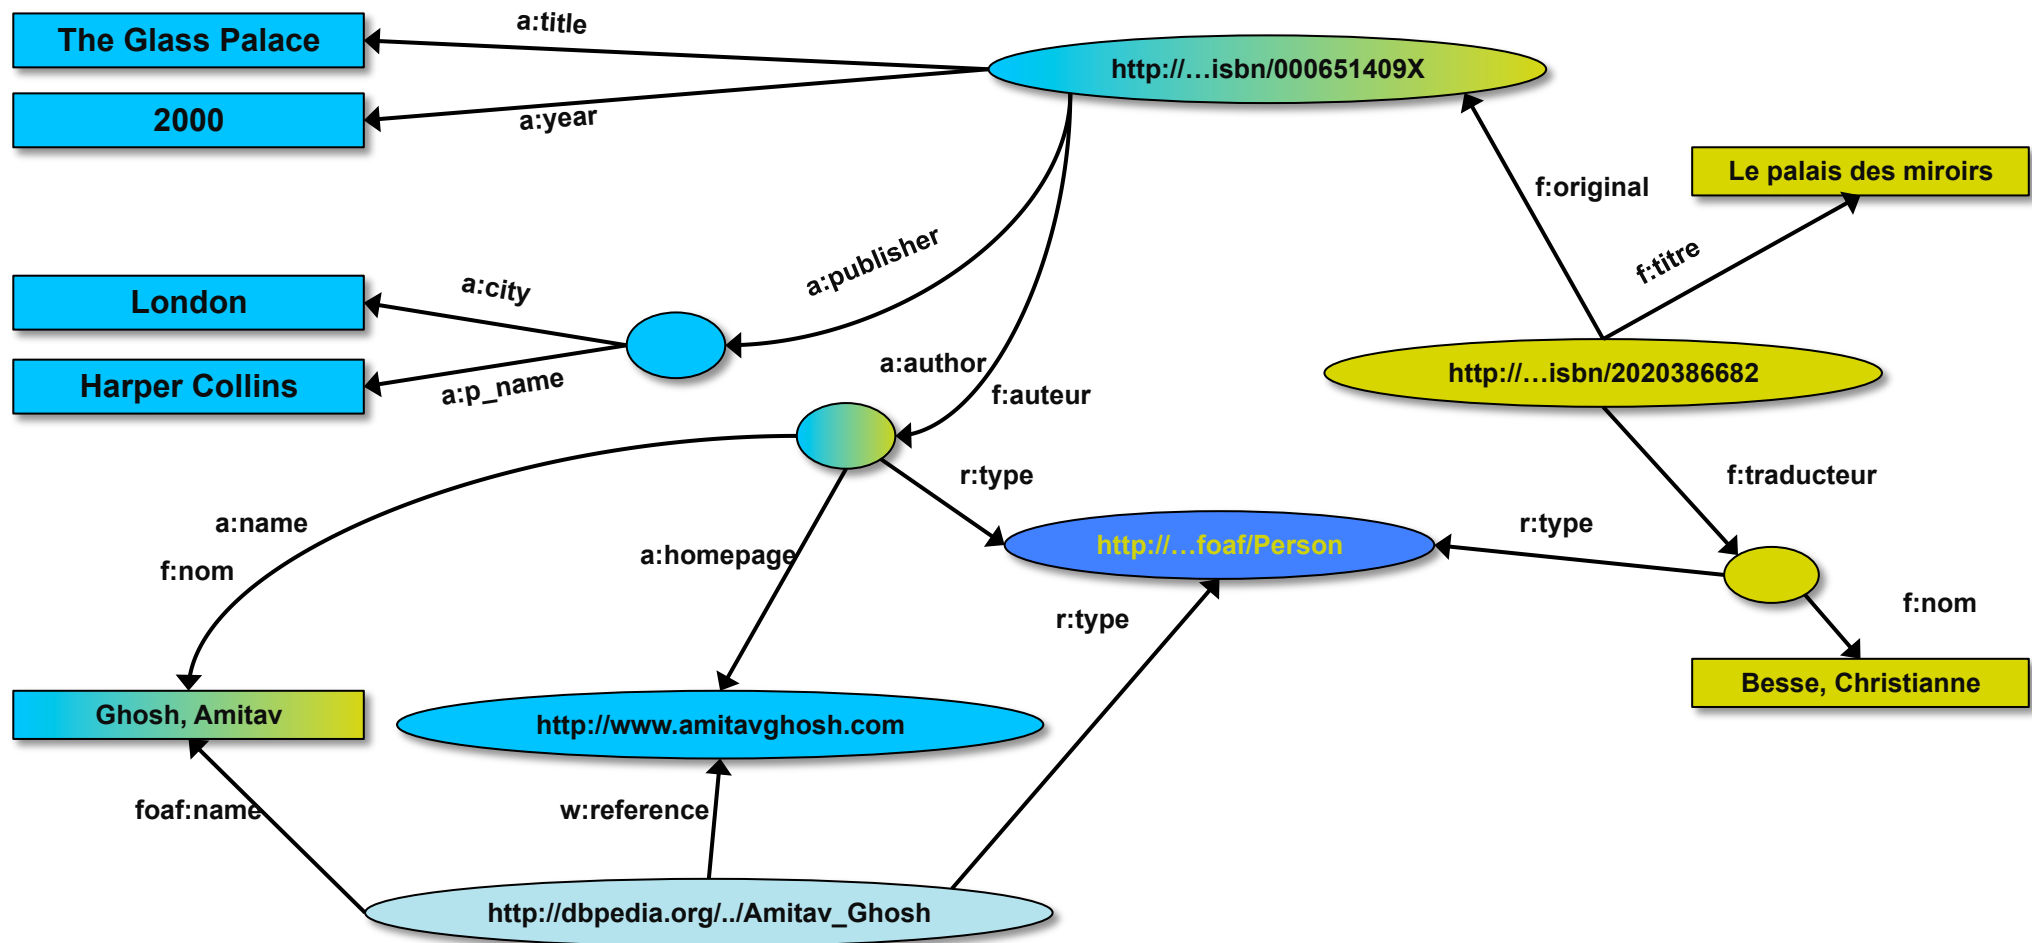 a:title
The Glass Palace
http://…isbn/000651409X
2000
a:year
Le palais des miroirs
f:original
a:publisher
f:titre
a:city
London
a:author
http://…isbn/2020386682
Harper Collins
a:p_name
f:auteur
r:type
f:traducteur
a:name
r:type
a:homepage
http://…foaf/Person
f:nom
r:type
f:nom
Besse, Christianne
Ghosh, Amitav
http://www.amitavghosh.com
foaf:name
w:reference
http://dbpedia.org/../Amitav_Ghosh